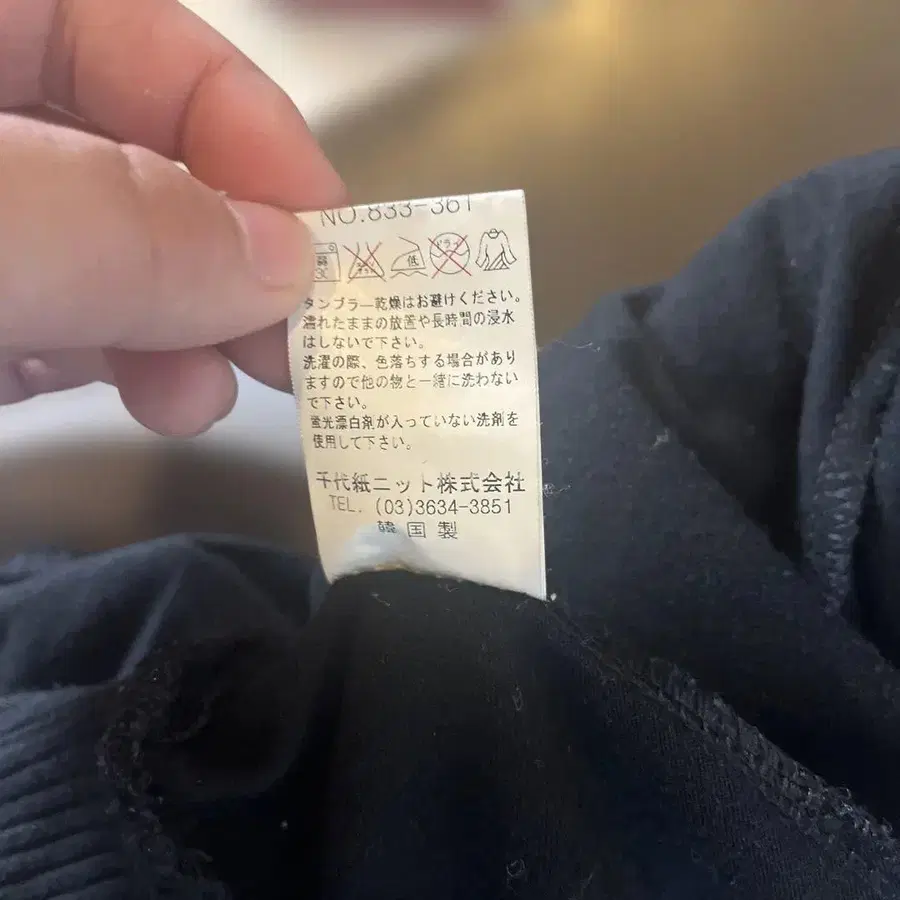 NO.833-361
低
ドライ
タンブラー乾燥はお避けください。
濡れたままの放置や長時間の浸水
はしないで下さい。
洗濯の際、色落ちする場合があり
ますので他の物と一緒に洗わない
で下さい。
蛍光漂白剤が入っていない洗剤を
使用して下さい。
千代紙ニット株式会社
TEL. (03)3634-3851
韓国製